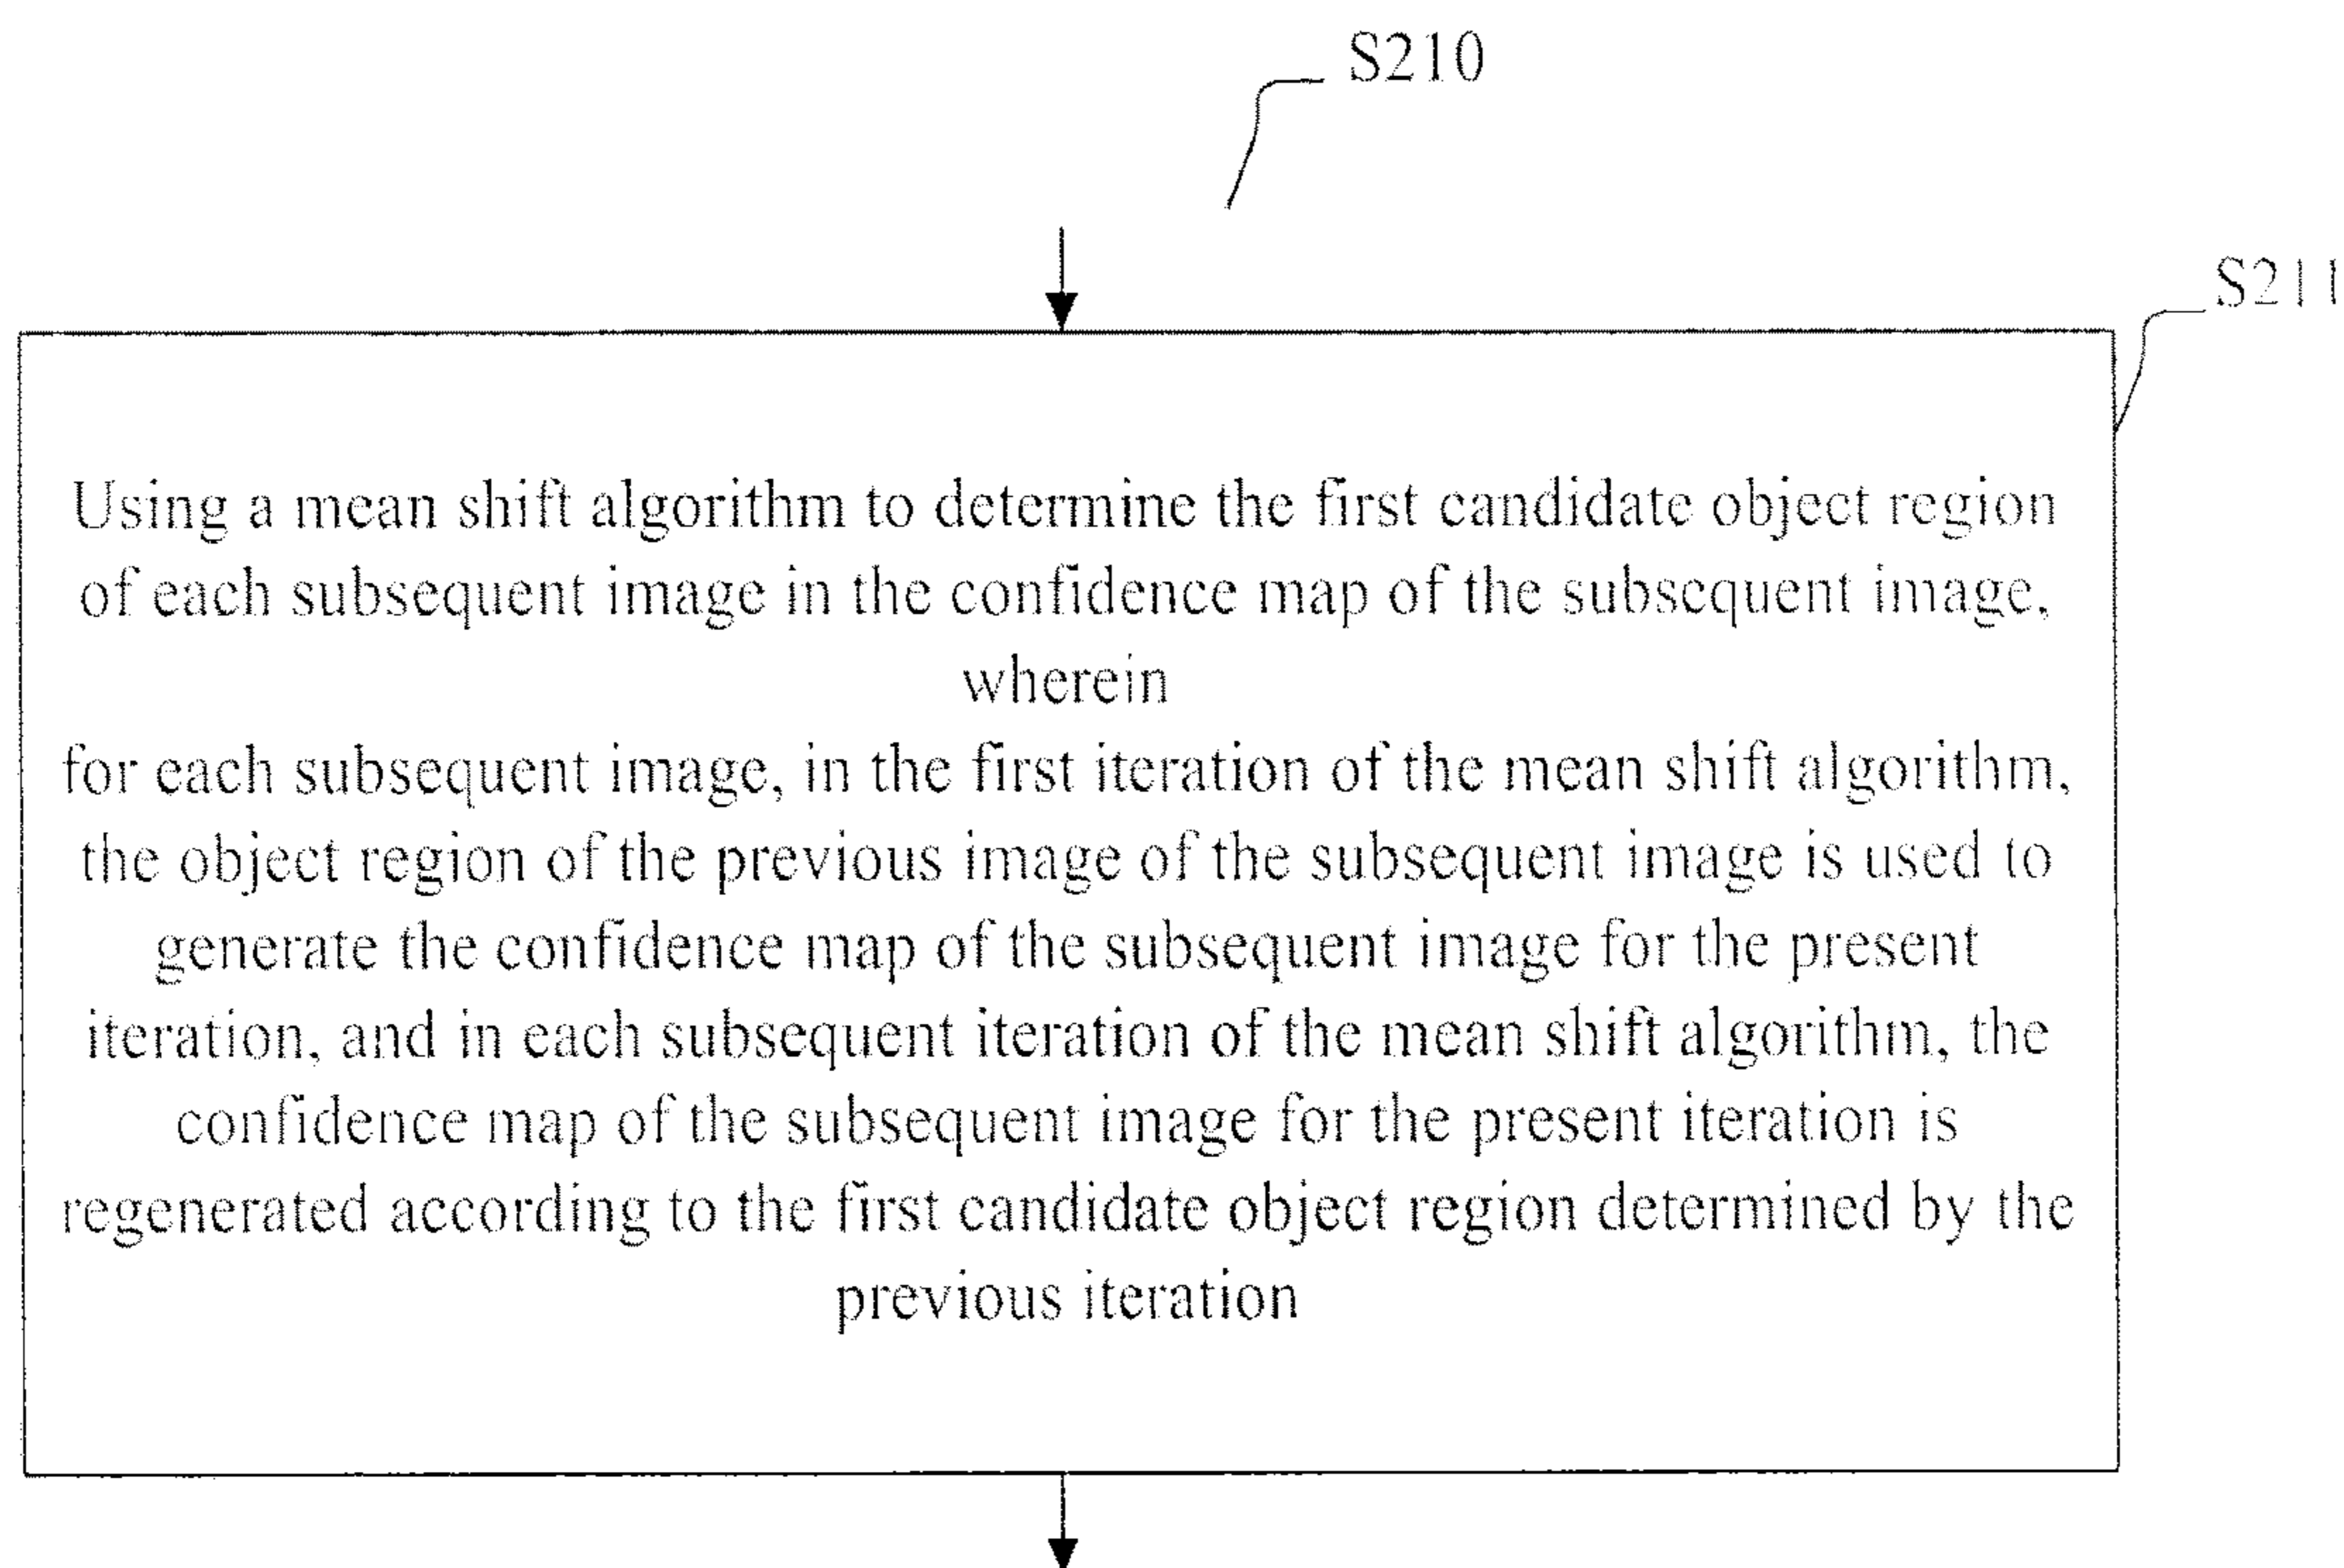 S210
S211
Using a mean shift algorithm to determine the first candidate object region
of each subsequent image in the confidence map of the subsequent image,
wherein
for each subsequent image, in the first iteration of the mean shift algorithm,
the object region of the previous image of the subsequent image is used to
generate the confidence map of the subsequent image for the present
iteration, and in each subsequent iteration of the mean shift algorithm, the
confidence map of the subsequent image for the present iteration is
regenerated according to the first candidate object region determined by the
previous iteration